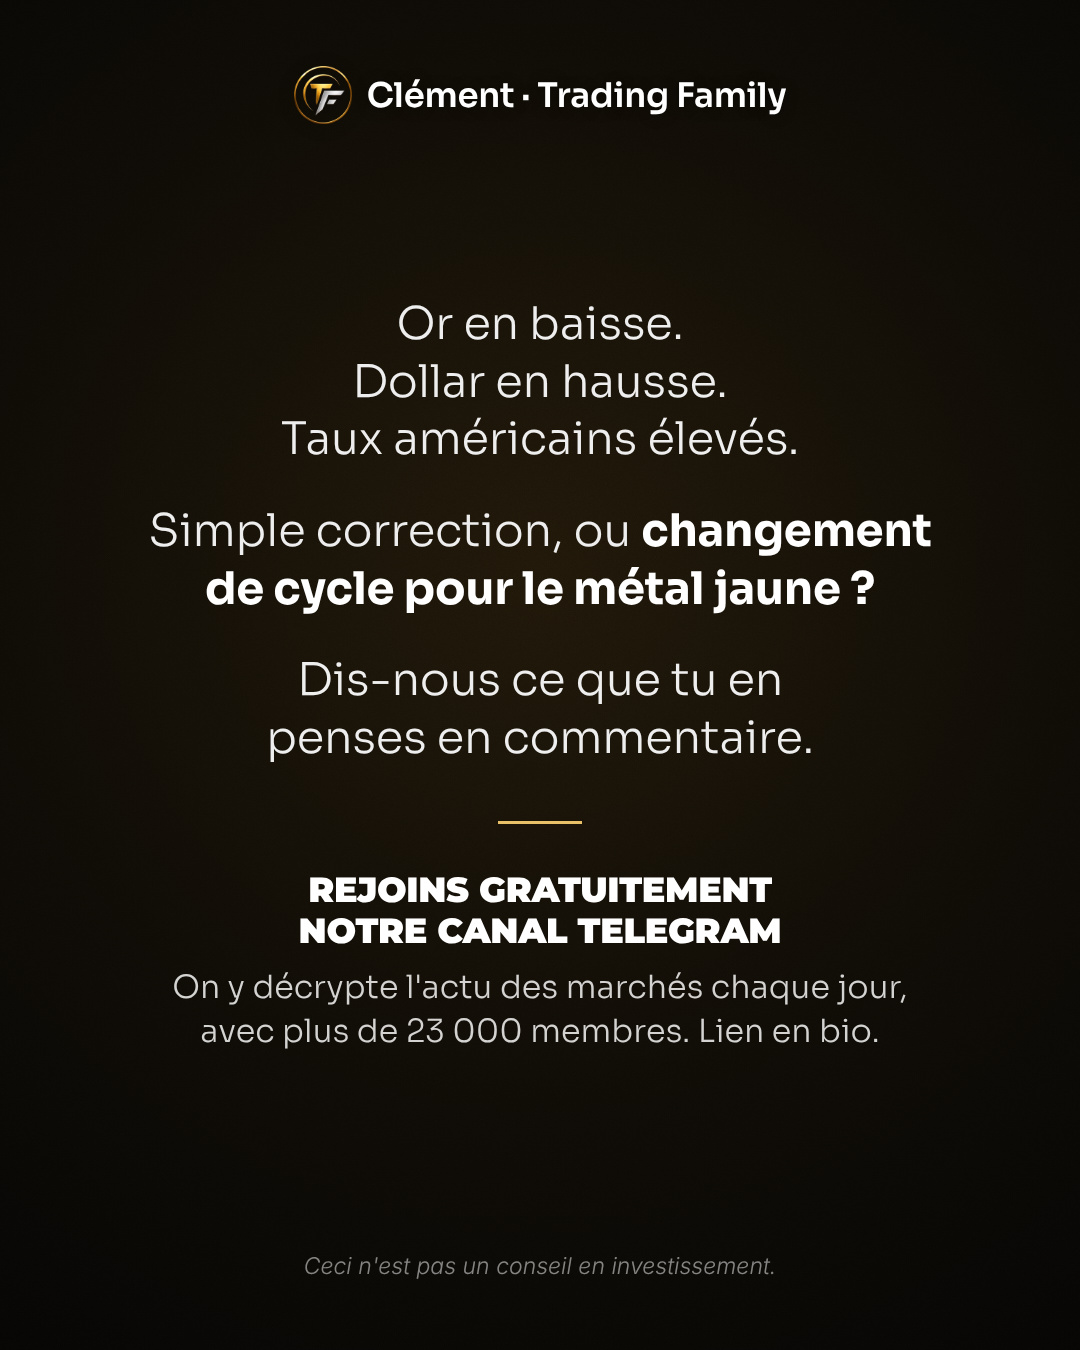 TF Clément · Trading Family
Or en baisse.
Dollar en hausse.
Taux américains élevés.
Simple correction, ou changement
de cycle pour le métal jaune ?
Dis-nous ce que tu en
penses en commentaire.
REJOINS GRATUITEMENT
NOTRE CANAL TELEGRAM
On y décrypte l'actu des marchés chaque jour,
avec plus de 23 000 membres. Lien en bio.
Ceci n'est pas un conseil en investissement.